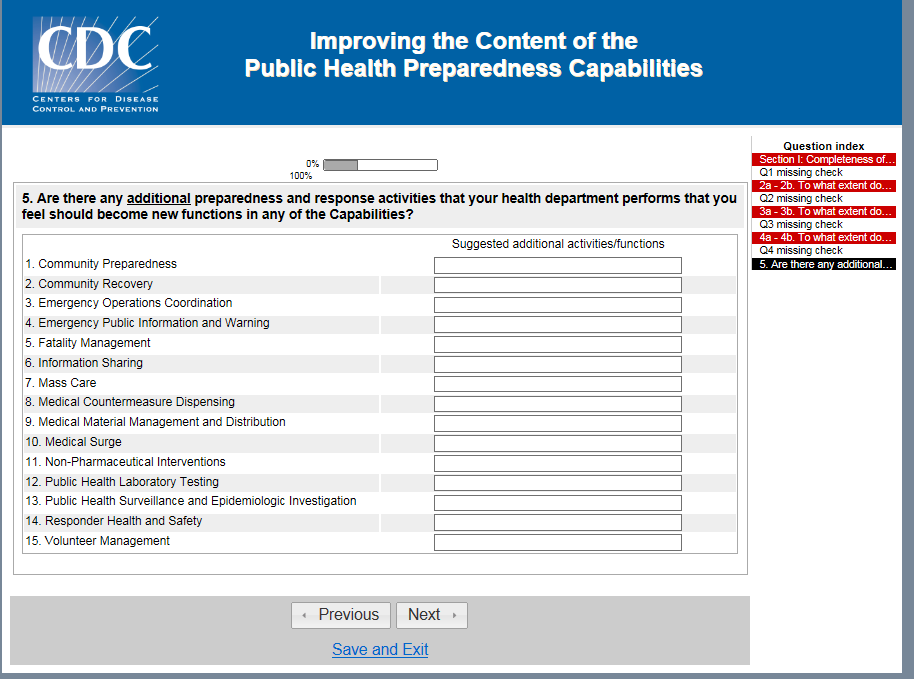 CDC
CENTERS FOR DISEASE
CONTROL AND PREVENTION
Improving the Content of the
Public Health Preparedness Capabilities
0%
100%
Question index
Section I: Completeness of...
Q1 missing check
2a - 2b. To what extent do...
Q2 missing check
3a - 3b. To what extent do...
Q3 missing check
4a - 4b. To what extent do...
Q4 missing check
5. Are there any additional...
5. Are there any additional preparedness and response activities that your health department performs that you
feel should become new functions in any of the Capabilities?
Suggested additional activities/functions
1. Community Preparedness
2. Community Recovery
3. Emergency Operations Coordination
4. Emergency Public Information and Warning
5. Fatality Management
6. Information Sharing
7. Mass Care
8. Medical Countermeasure Dispensing
9. Medical Material Management and Distribution
10. Medical Surge
11. Non-Pharmaceutical Interventions
12. Public Health Laboratory Testing
13. Public Health Surveillance and Epidemiologic Investigation
14. Responder Health and Safety
15. Volunteer Management
Previous
Next
Save and Exit